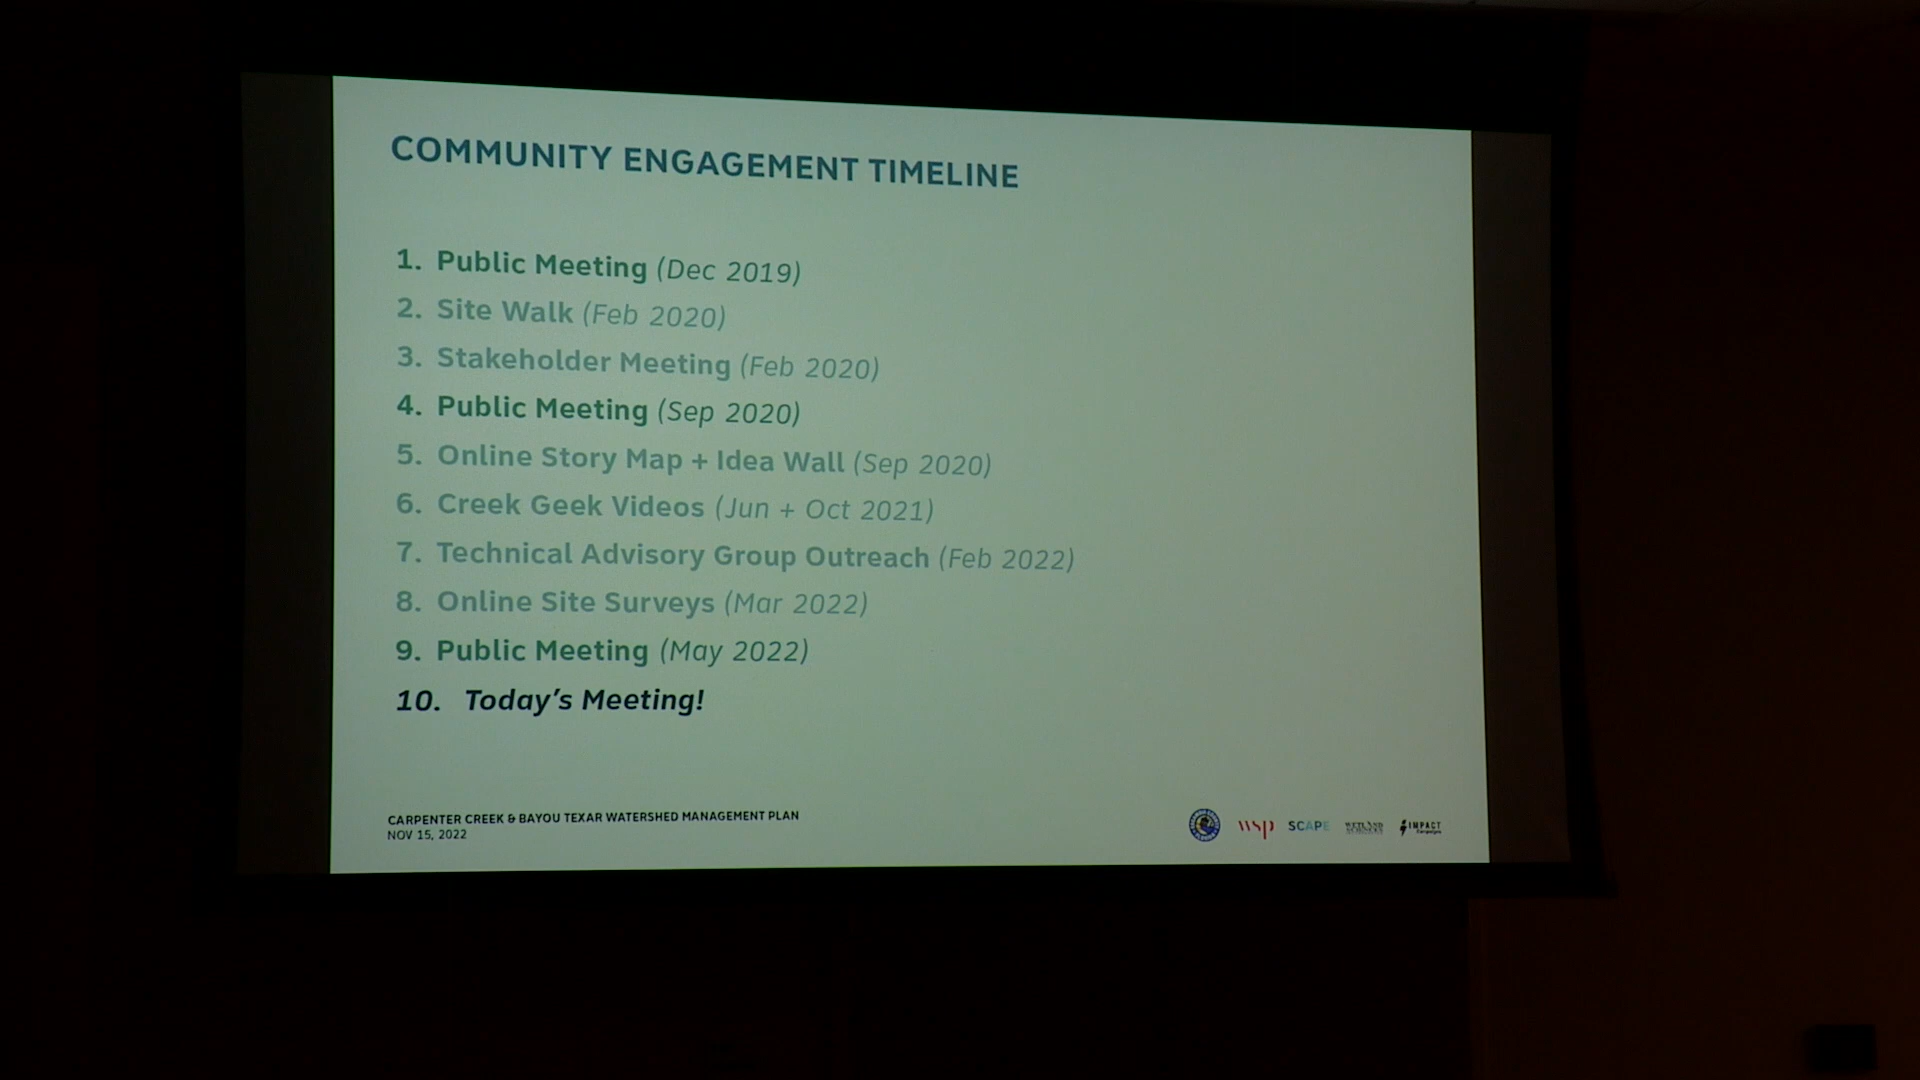 COMMUNITY ENGAGEMENT TIMELINE
1. Public Meeting (Dec 2019)
2. Site Walk (Feb 2020)
3. Stakeholder Meeting (Feb 2020)
4. Public Meeting (Sep 2020)
5. Online Story Map + Idea Wall (Sep 2020)
6. Creek Geek Videos (Jun + Oct 2021)
7. Technical Advisory Group Outreach (Feb 2022)
8. Online Site Surveys (Mar 2022)
9. Public Meeting (May 2022)
10. Today's Meeting!
CARPENTER CREEK & BAYOU TEXAR WATERSHED MANAGEMENT PLAN
NOV 15, 2022
wsp
SCAPE
WETLAND
SCIENCES
IMPACT
Campaigns